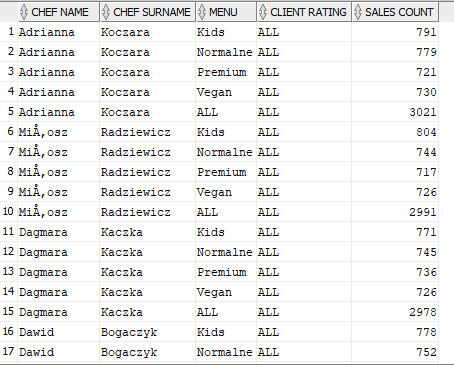 CHEF NAME CHEF SURNAME MENU CLIENT RATING SALES COUNT
1 Adrianna Koczara Kids ALL 791
2 Adrianna Koczara Normalne ALL 779
3 Adrianna Koczara Premium ALL 721
4 Adrianna Koczara Vegan ALL 730
5 Adrianna Koczara ALL ALL 3021
6 MiÅ‚osz Radziewicz Kids ALL 804
7 MiÅ‚osz Radziewicz Normalne ALL 744
8 MiÅ‚osz Radziewicz Premium ALL 717
9 MiÅ‚osz Radziewicz Vegan ALL 726
10 MiÅ‚osz Radziewicz ALL ALL 2991
11 Dagmara Kaczka Kids ALL 771
12 Dagmara Kaczka Normalne ALL 745
13 Dagmara Kaczka Premium ALL 736
14 Dagmara Kaczka Vegan ALL 726
15 Dagmara Kaczka ALL ALL 2978
16 Dawid Bogaczyk Kids ALL 778
17 Dawid Bogaczyk Normalne ALL 752